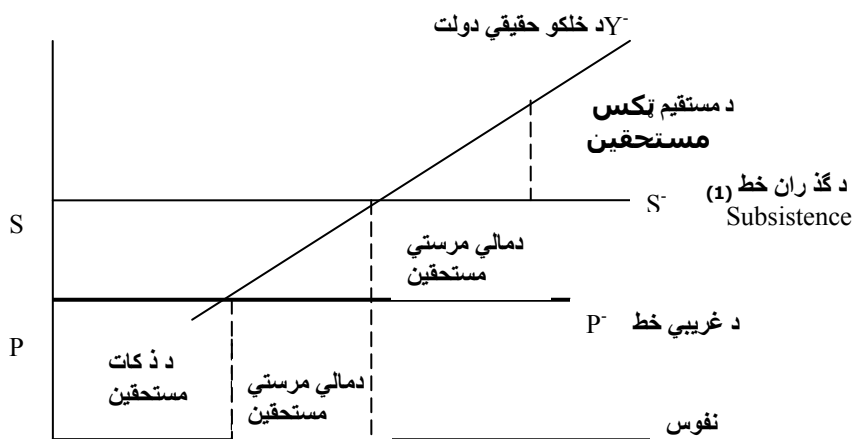 د خلکو حقيقي دولت Y-
د مستقيم ټکس
مستحقين
د گذ ران خط (1)
S-
Subsistence
S
دمالي مرستي
مستحقين
P-
د غريبي خط
P
د ذ کات
مستحقين
دمالي مرستي
مستحقين
نفوس